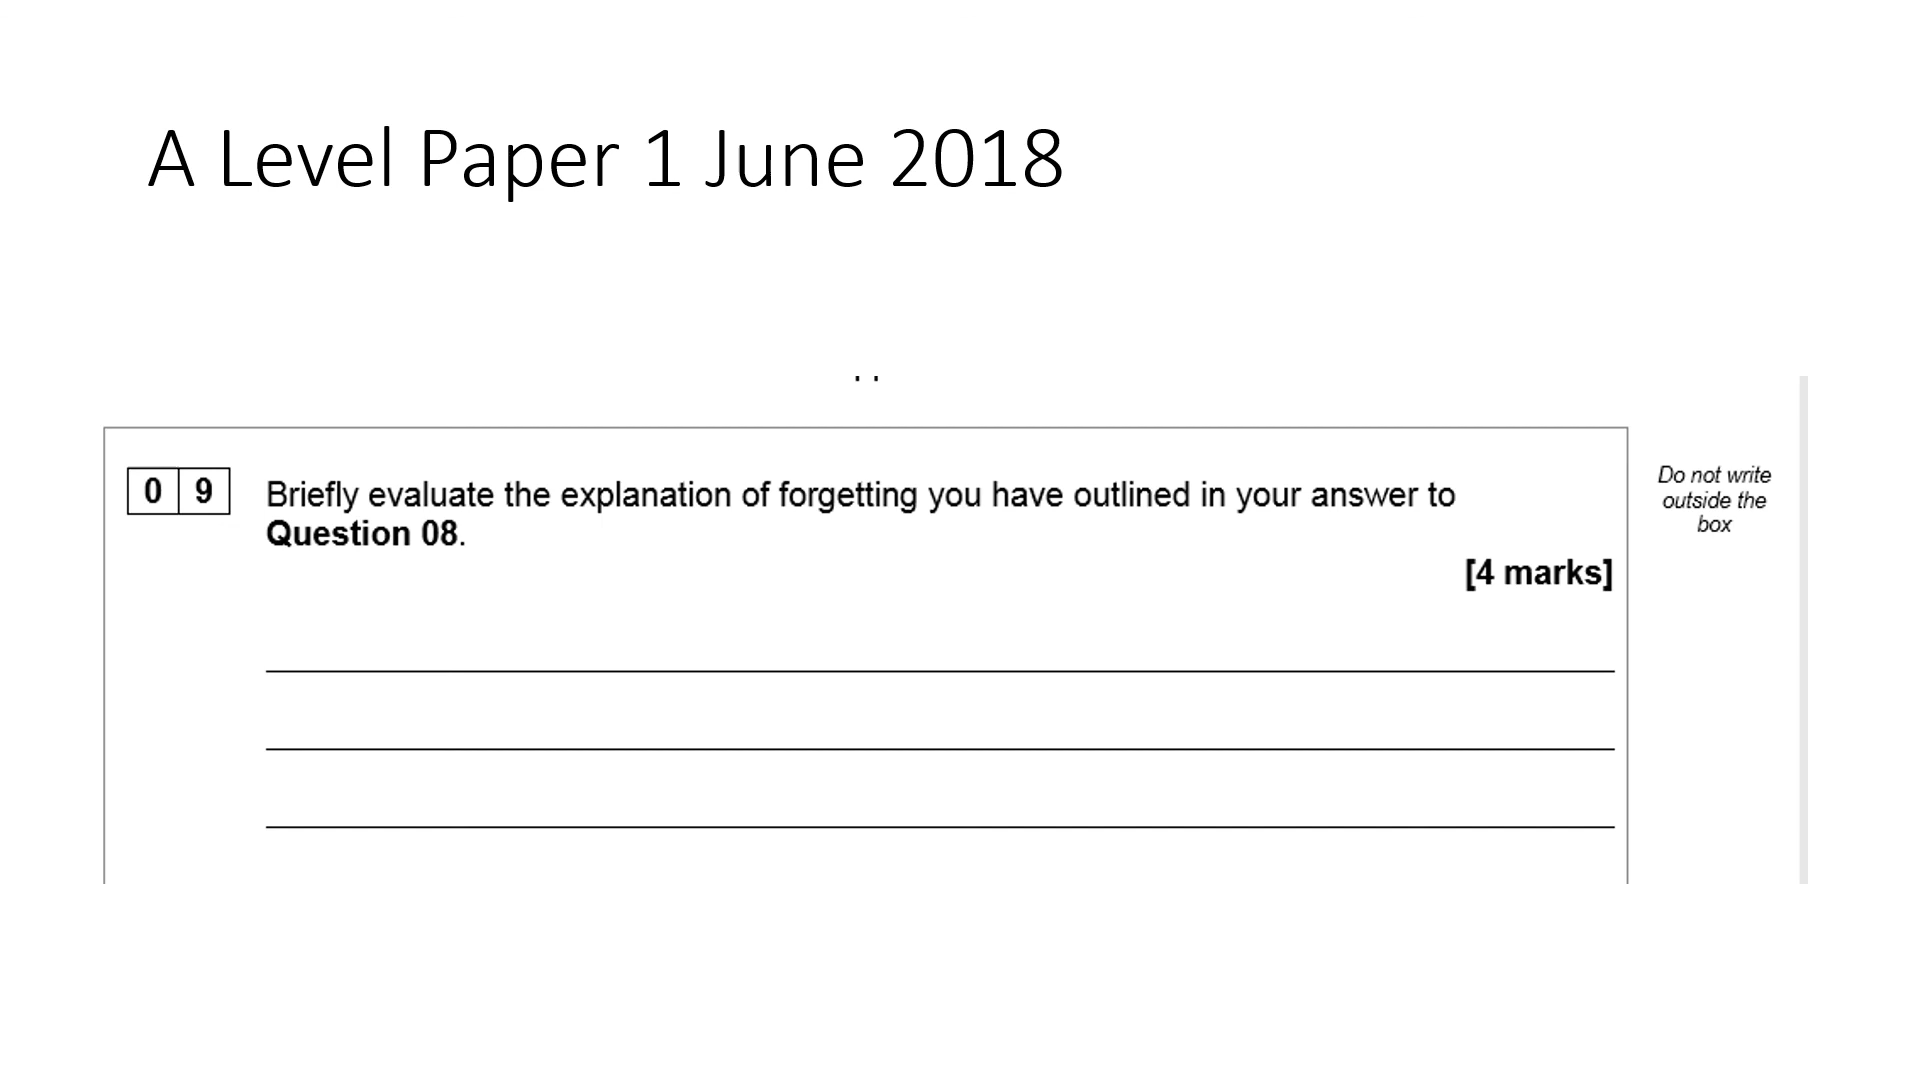 A Level Paper 1 June 2018
0 9
Briefly evaluate the explanation of forgetting you have outlined in your answer to
Question 08.
[4 marks]
Do not write
outside the
box